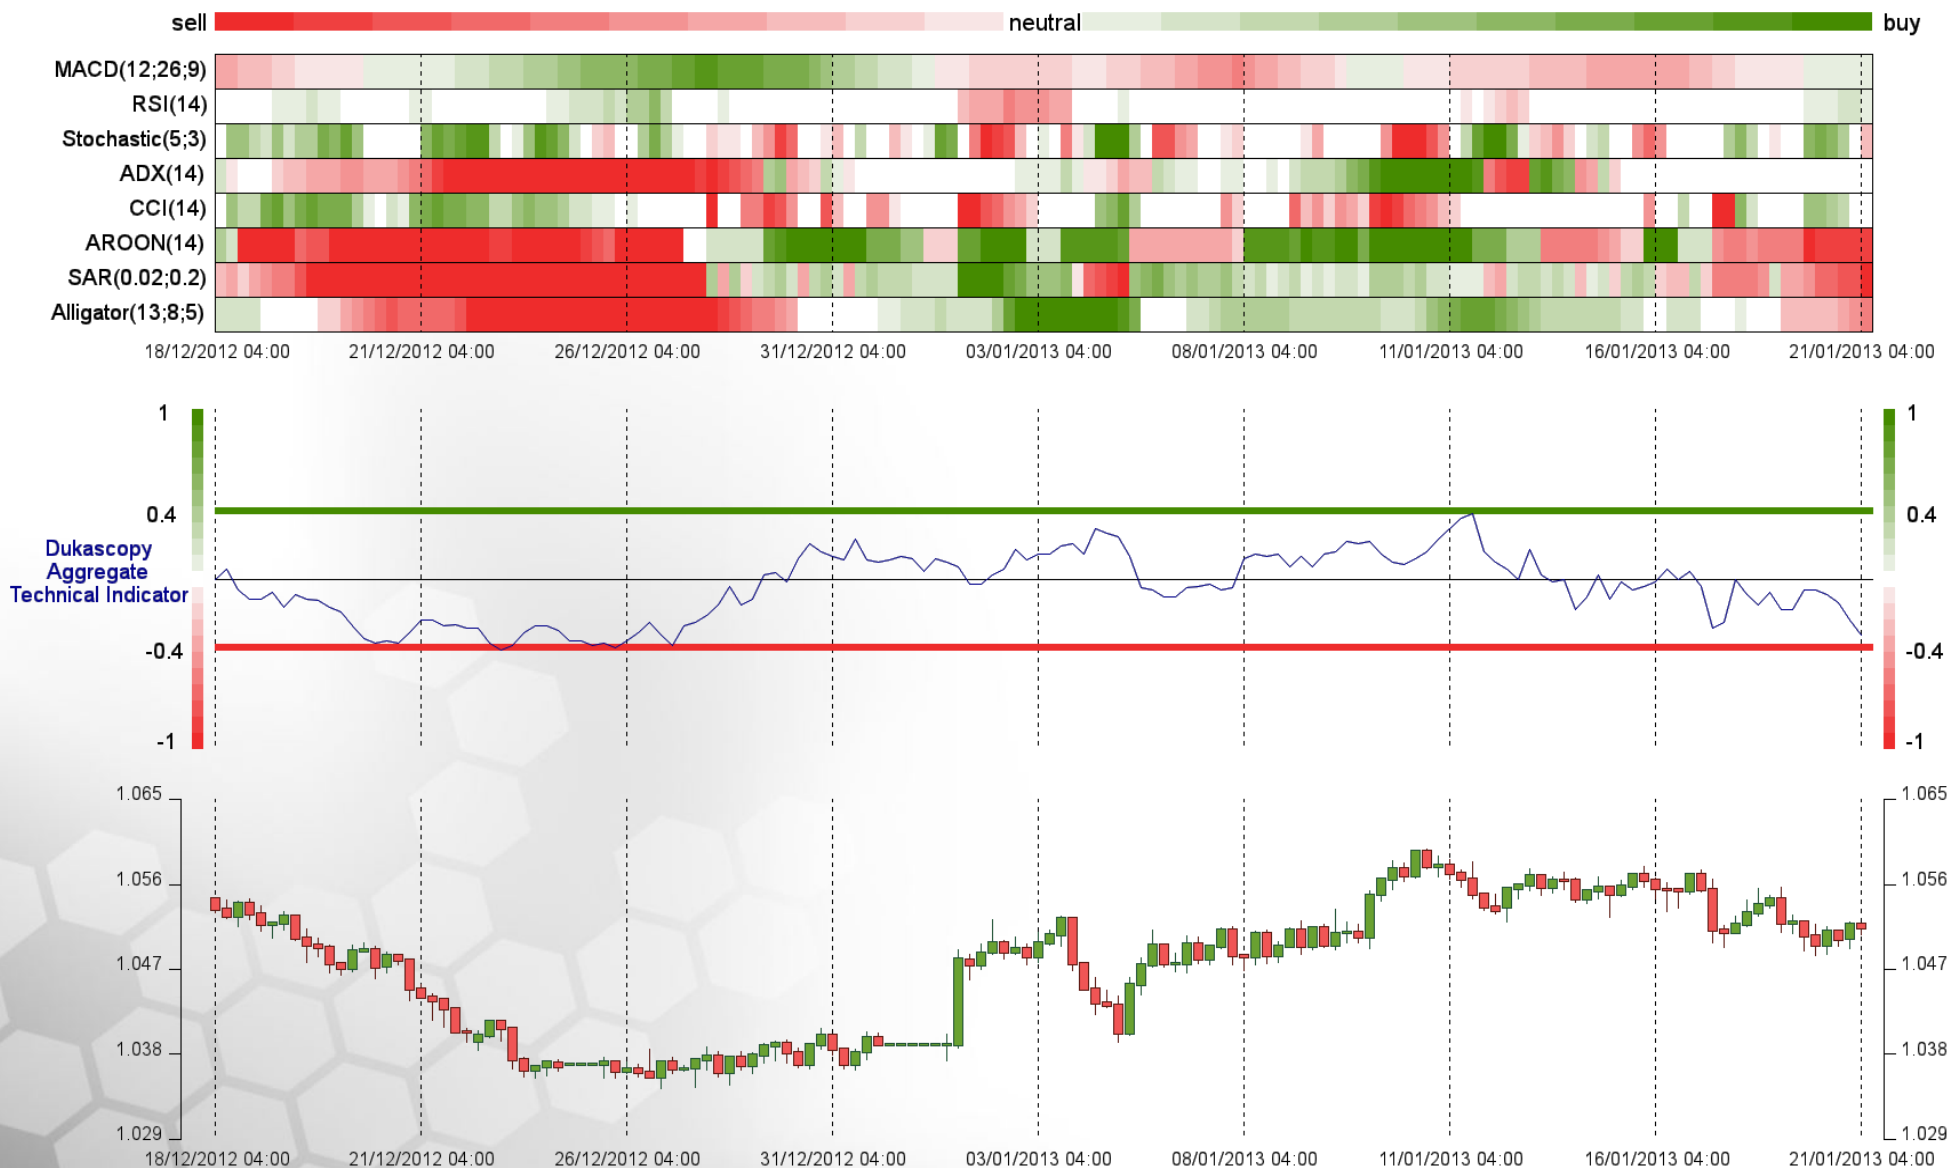 sell neutral buy
MACD(12;26;9)
RSI(14)
Stochastic(5;3)
ADX(14)
CCI(14)
AROON(14)
SAR(0.02;0.2)
Alligator(13;8;5)
18/12/2012 04:00 21/12/2012 04:00 26/12/2012 04:00 31/12/2012 04:00 03/01/2013 04:00 08/01/2013 04:00 11/01/2013 04:00 16/01/2013 04:00 21/01/2013 04:00
1 1
0.4 0.4
Dukascopy
Aggregate
Technical Indicator
-0.4 -0.4
-1 -1
1.065 1.065
1.056 1.056
1.047 1.047
1.038 1.038
1.029 1.029
18/12/2012 04:00 21/12/2012 04:00 26/12/2012 04:00 31/12/2012 04:00 03/01/2013 04:00 08/01/2013 04:00 11/01/2013 04:00 16/01/2013 04:00 21/01/2013 04:00